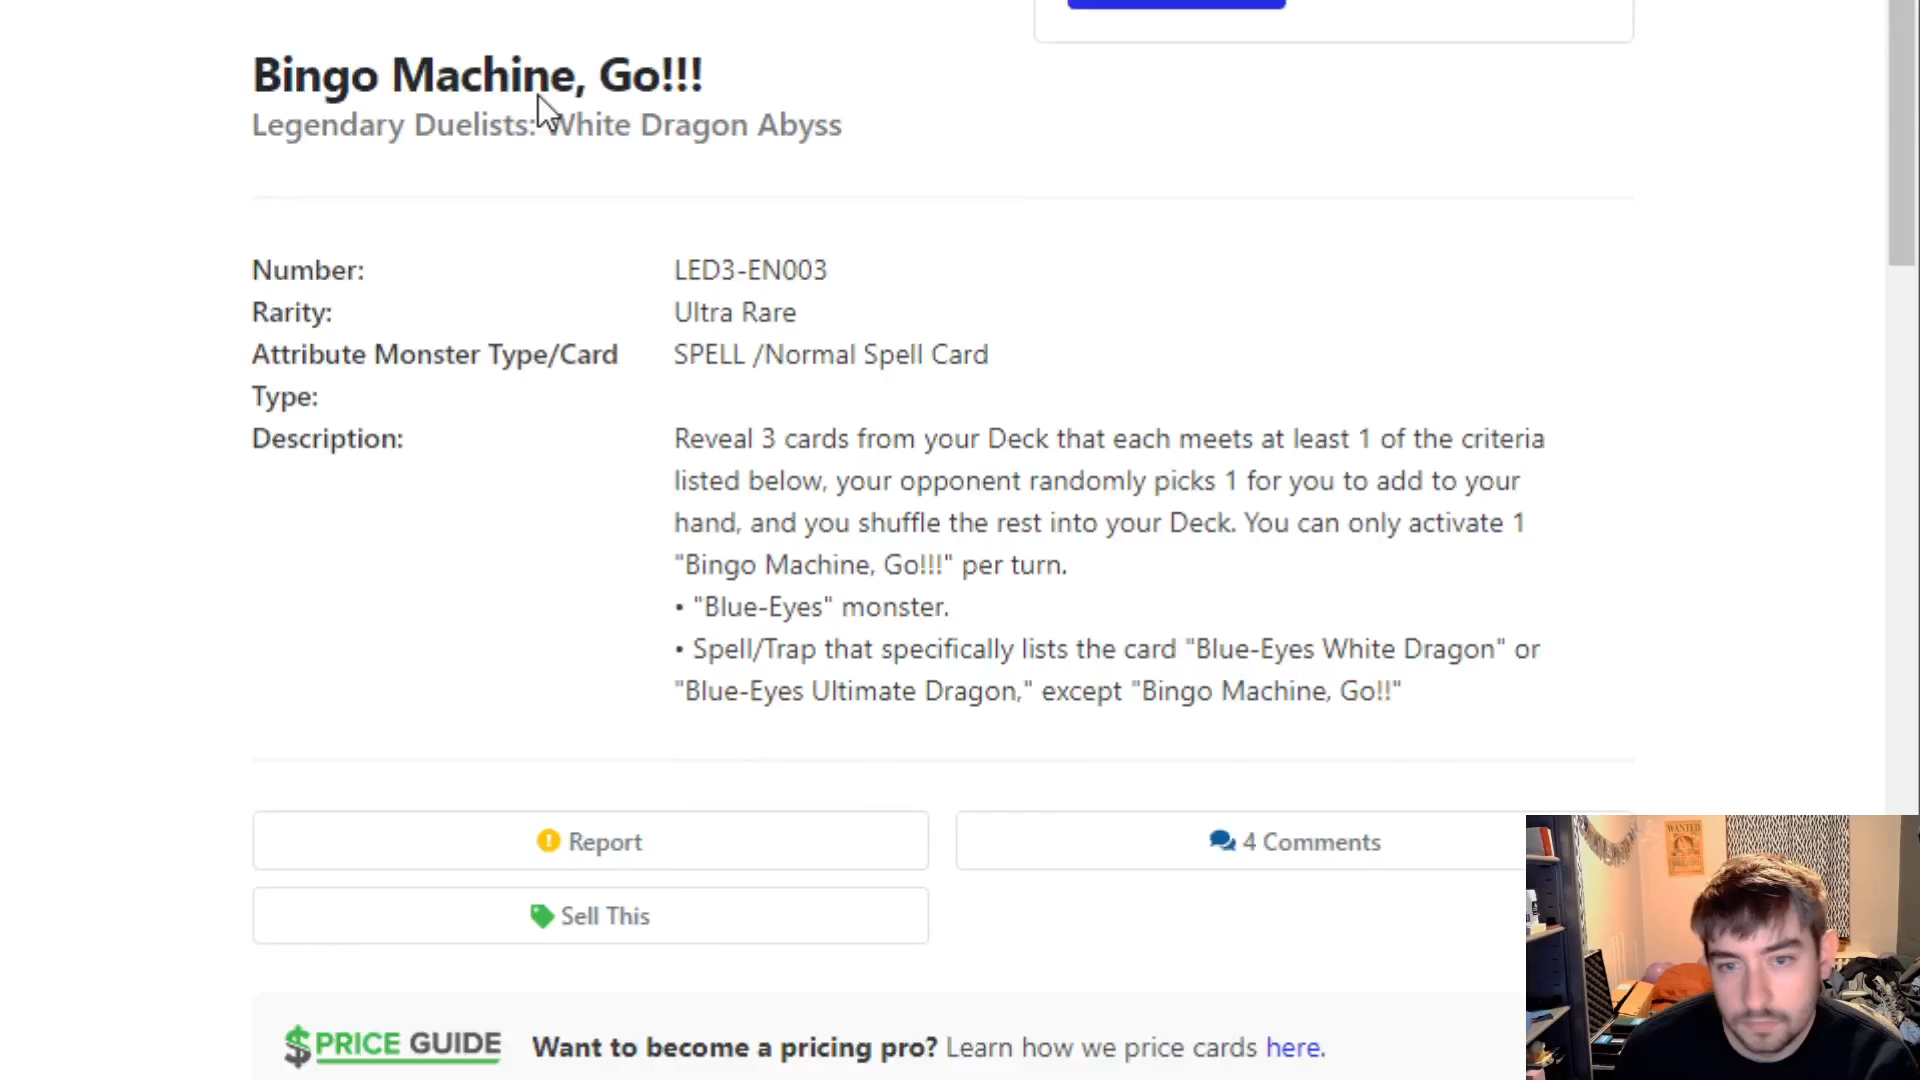 Bingo Machine, Go!!!
Legendary Duelists: White Dragon Abyss
Number: LED3-EN003
Rarity: Ultra Rare
Attribute Monster Type/Card SPELL /Normal Spell Card
Type:
Description: Reveal 3 cards from your Deck that each meets at least 1 of the criteria
listed below, your opponent randomly picks 1 for you to add to your
hand, and you shuffle the rest into your Deck. You can only activate 1
"Bingo Machine, Go!!!" per turn.
• "Blue-Eyes" monster.
• Spell/Trap that specifically lists the card "Blue-Eyes White Dragon" or
"Blue-Eyes Ultimate Dragon," except "Bingo Machine, Go!!"
Report
4 Comments
Sell This
WANTED
$PRICE GUIDE Want to become a pricing pro? Learn how we price cards here.